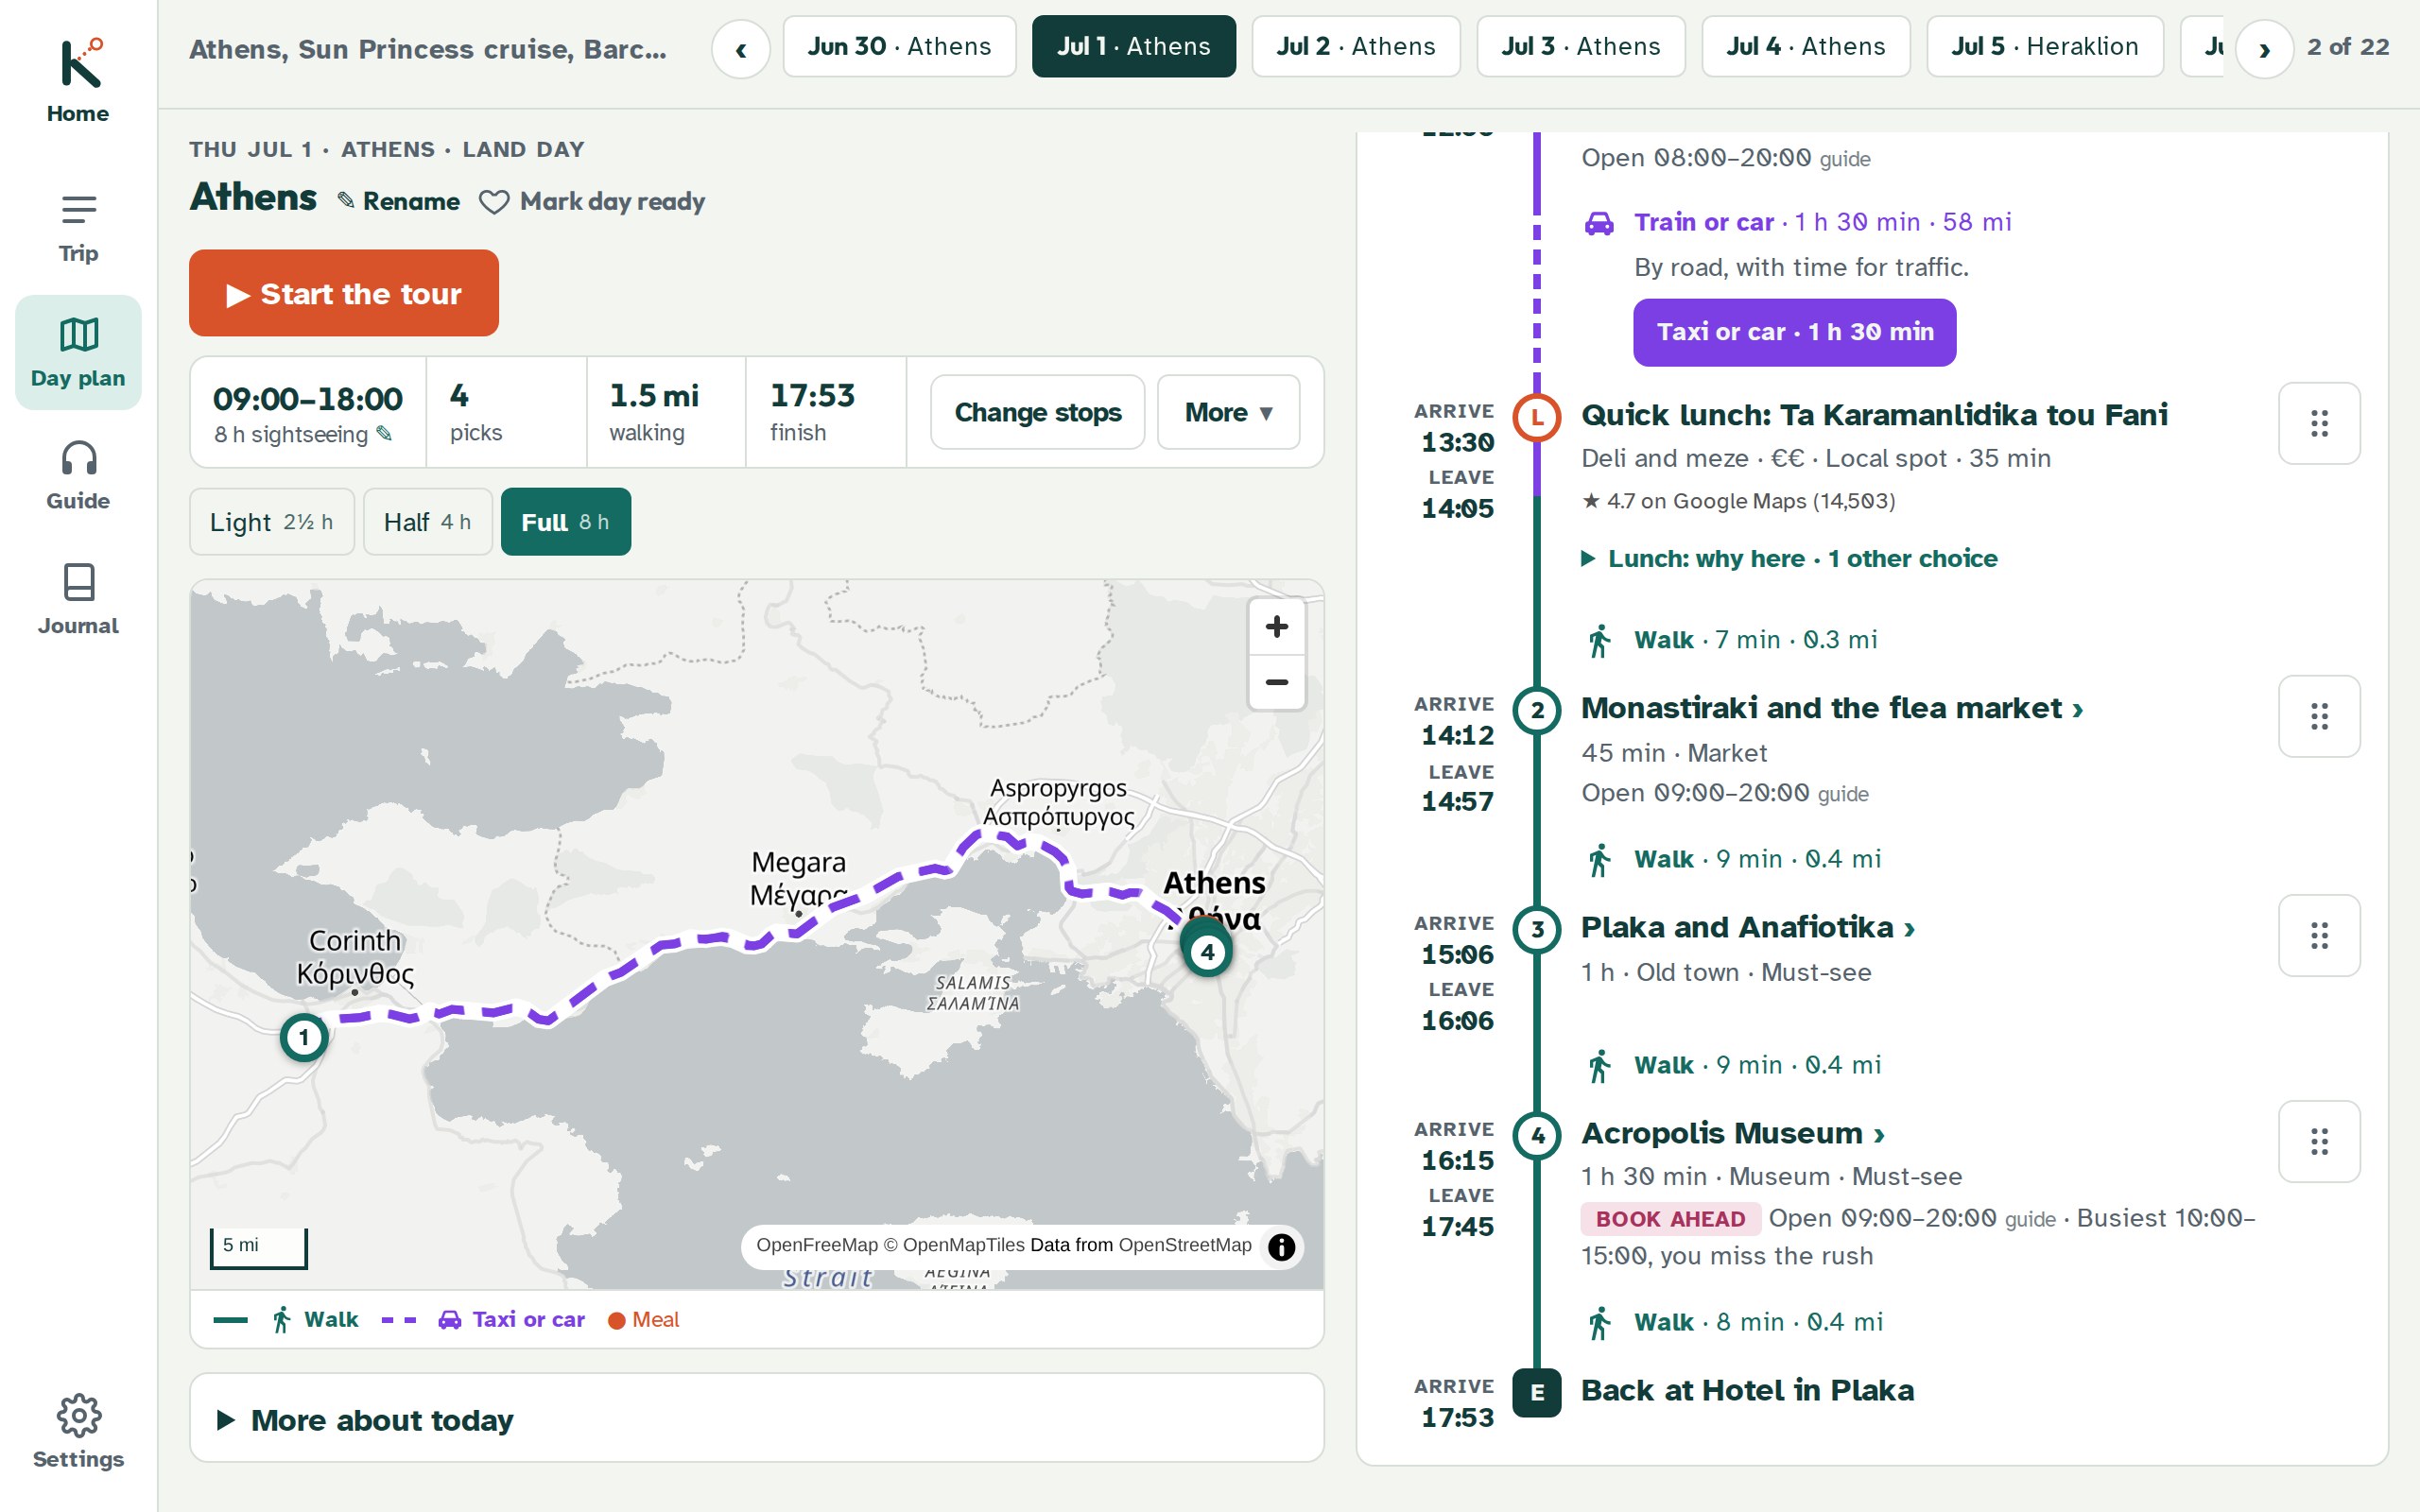 Home
Trip
Day plan
Guide
Journal
Settings
Athens, Sun Princess cruise, Barc...
‹
Jun 30 · Athens
Jul 1 · Athens
Jul 2 · Athens
Jul 3 · Athens
Jul 4 · Athens
Jul 5 · Heraklion
›
2 of 22
THU JUL 1 · ATHENS · LAND DAY
Athens ✎ Rename Mark day ready
▶ Start the tour
09:00–18:00
8 h sightseeing ✎
4
picks
1.5 mi
walking
17:53
finish
Change stops
More ▼
Light 2½ h
Half 4 h
Full 8 h
+
−
Aspropyrgos
Ασπρόπυργος
Megara
Μέγαρα
Athens
Corinth
Κόρινθος
SALAMIS
ΣΑΛΑΜΊΝΑ
1
4
5 mi
OpenFreeMap © OpenMapTiles Data from OpenStreetMap
Strait
AEGINA
Walk
Taxi or car
Meal
▶ More about today
Open 08:00–20:00 guide
Train or car · 1 h 30 min · 58 mi
By road, with time for traffic.
Taxi or car · 1 h 30 min
ARRIVE
13:30
LEAVE
14:05
L
Quick lunch: Ta Karamanlidika tou Fani
Deli and meze · €€ · Local spot · 35 min
★ 4.7 on Google Maps (14,503)
▶ Lunch: why here · 1 other choice
Walk · 7 min · 0.3 mi
ARRIVE
14:12
LEAVE
14:57
2
Monastiraki and the flea market ›
45 min · Market
Open 09:00–20:00 guide
Walk · 9 min · 0.4 mi
ARRIVE
15:06
LEAVE
16:06
3
Plaka and Anafiotika ›
1 h · Old town · Must-see
Walk · 9 min · 0.4 mi
ARRIVE
16:15
LEAVE
17:45
4
Acropolis Museum ›
1 h 30 min · Museum · Must-see
BOOK AHEAD Open 09:00–20:00 guide · Busiest 10:00–
15:00, you miss the rush
Walk · 8 min · 0.4 mi
ARRIVE
17:53
E
Back at Hotel in Plaka